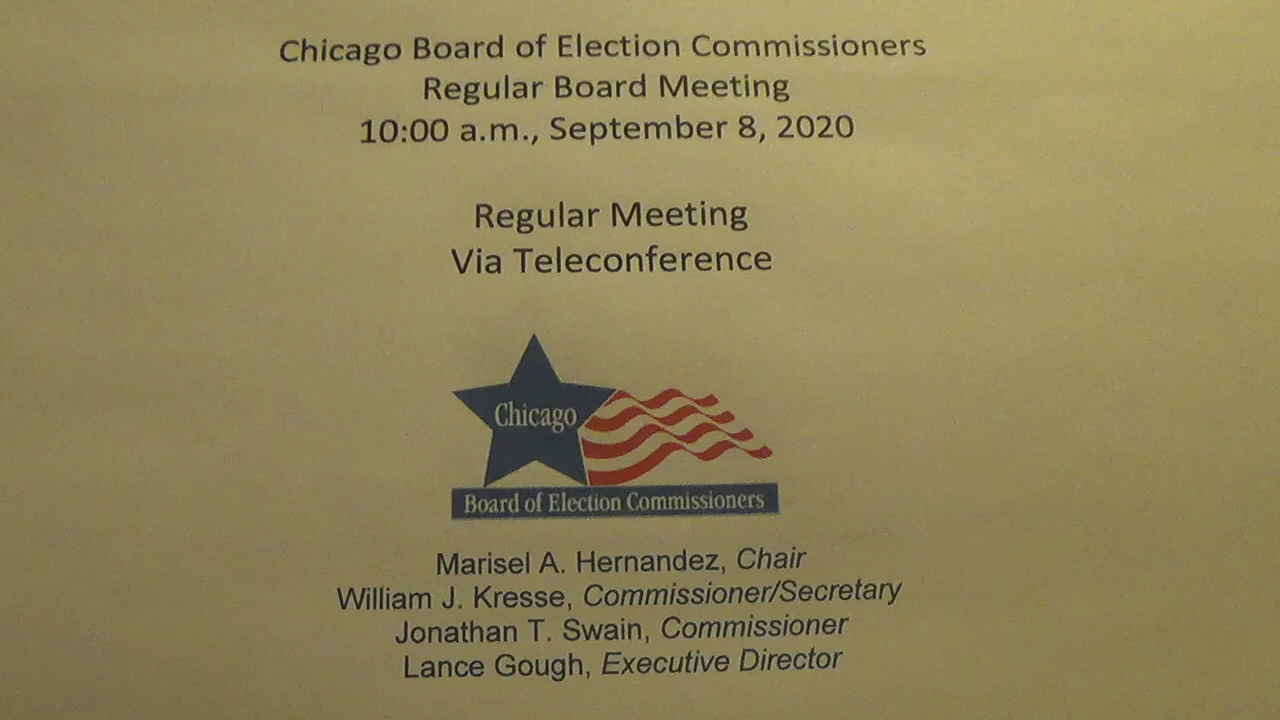 Chicago Board of Election Commissioners
Regular Board Meeting
10:00 a.m., September 8, 2020
Regular Meeting
Via Teleconference
Chicago
Board of Election Commissioners
Marisel A. Hernandez, Chair
William J. Kresse, Commissioner/Secretary
Jonathan T. Swain, Commissioner
Lance Gough, Executive Director